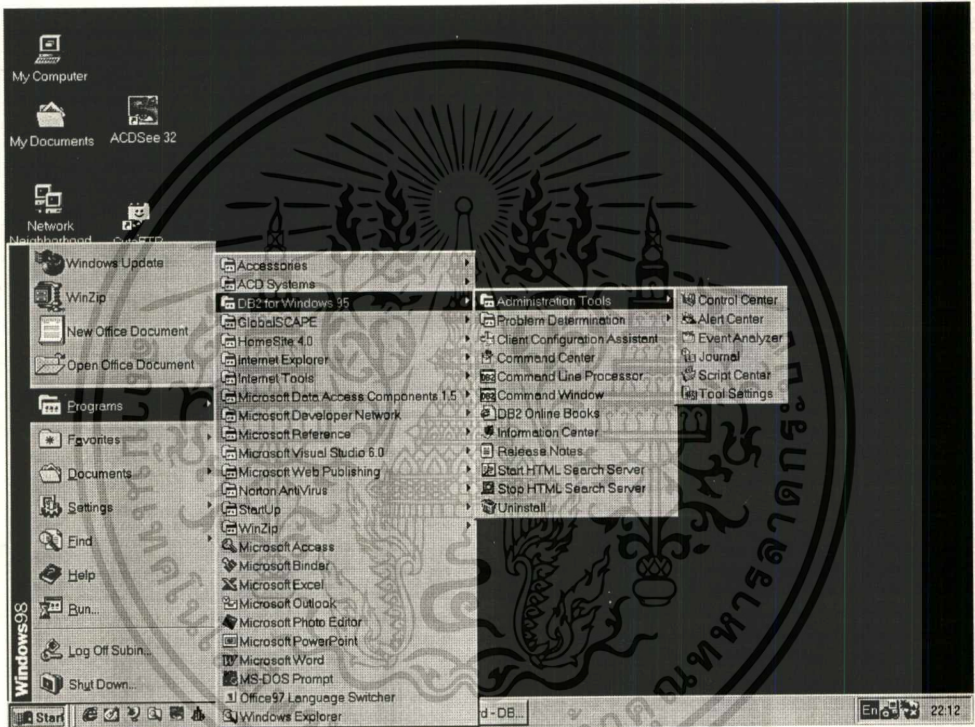 My Computer
My Documents
ACDSee 32
Network
Neighborhood
CuteFTP
Windows Update
WinZip
New Office Document
Open Office Document
Programs
Favorites
Documents
Settings
Find
Help
Run...
Log Off Subin...
Shut Down...
Windows98
Accessories
ACD Systems
DB2 for Windows 95
GlobalSCAPE
HomeSite 4.0
Internet Explorer
Internet Tools
Microsoft Data Access Components 1.5
Microsoft Developer Network
Microsoft Reference
Microsoft Visual Studio 6.0
Microsoft Web Publishing
Norton AntiVirus
StartUp
WinZip
Microsoft Access
Microsoft Binder
Microsoft Excel
Microsoft Outlook
Microsoft Photo Editor
Microsoft PowerPoint
Microsoft Word
MS-DOS Prompt
Office97 Language Switcher
Windows Explorer
Administration Tools
Problem Determination
Client Configuration Assistant
Command Center
Command Line Processor
Command Window
DB2 Online Books
Information Center
Release Notes
Start HTML Search Server
Stop HTML Search Server
Uninstall
Control Center
Alert Center
Event Analyzer
Journal
Script Center
Tool Settings
Start
d - DB...
En
22:12